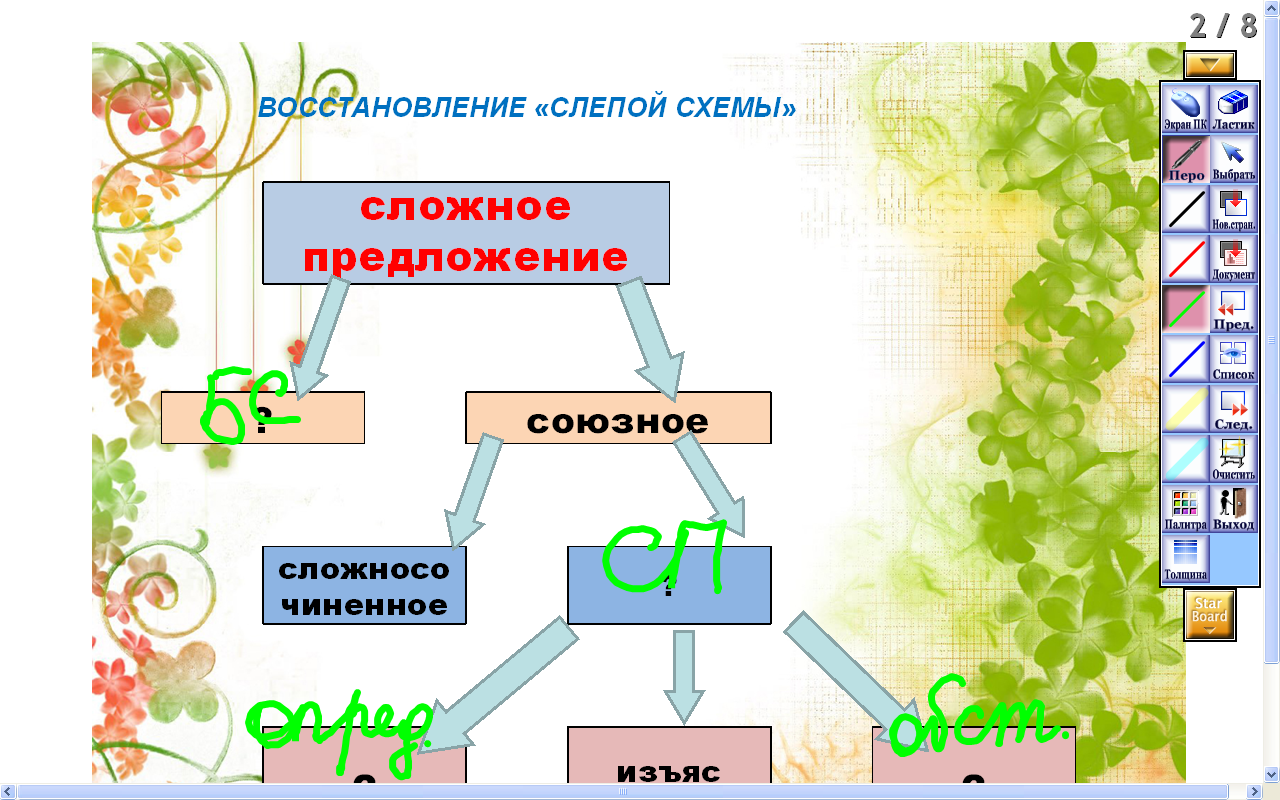 2 / 8
ВОССТАНОВЛЕНИЕ «СЛЕПОЙ СХЕМЫ»
сложное
предложение
БС
?
союзное
сложносо
чиненное
СП
?
опред.
?
изъяс
обст.
?
Экран ПК
Ластик
Перо
Выбрать
Нов.стран.
Документ
Пред.
Список
След.
Очистить
Палитра
Выход
Толщина
Star
Board